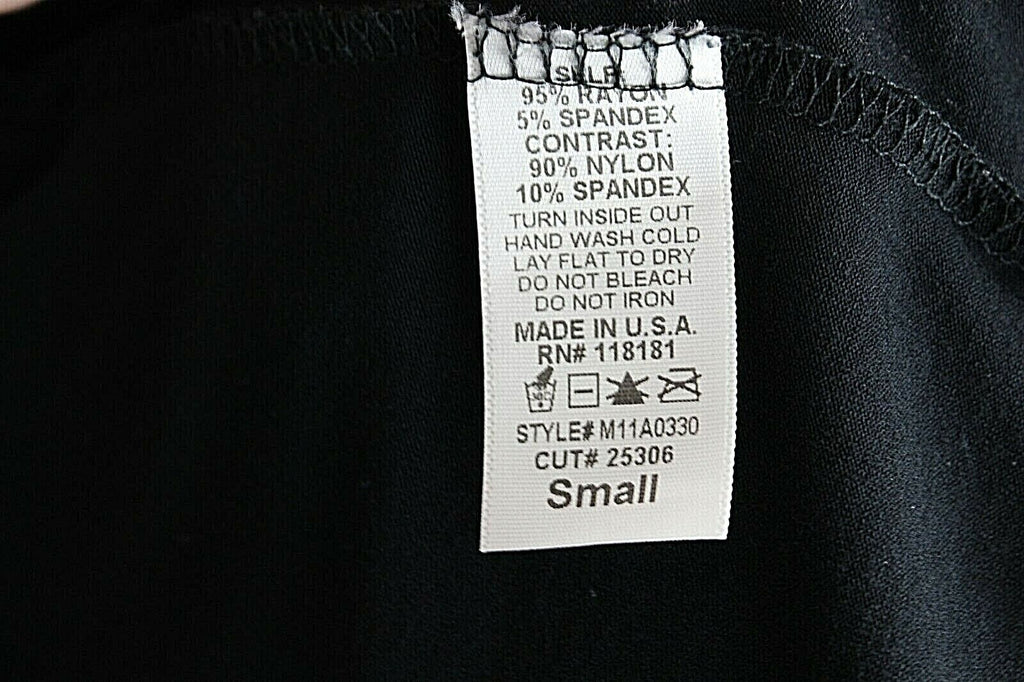 SELF
95% RAYON
5% SPANDEX
CONTRAST:
90% NYLON
10% SPANDEX
TURN INSIDE OUT
HAND WASH COLD
LAY FLAT TO DRY
DO NOT BLEACH
DO NOT IRON
MADE IN U.S.A.
RN# 118181
STYLE# M11A0330
CUT# 25306
Small